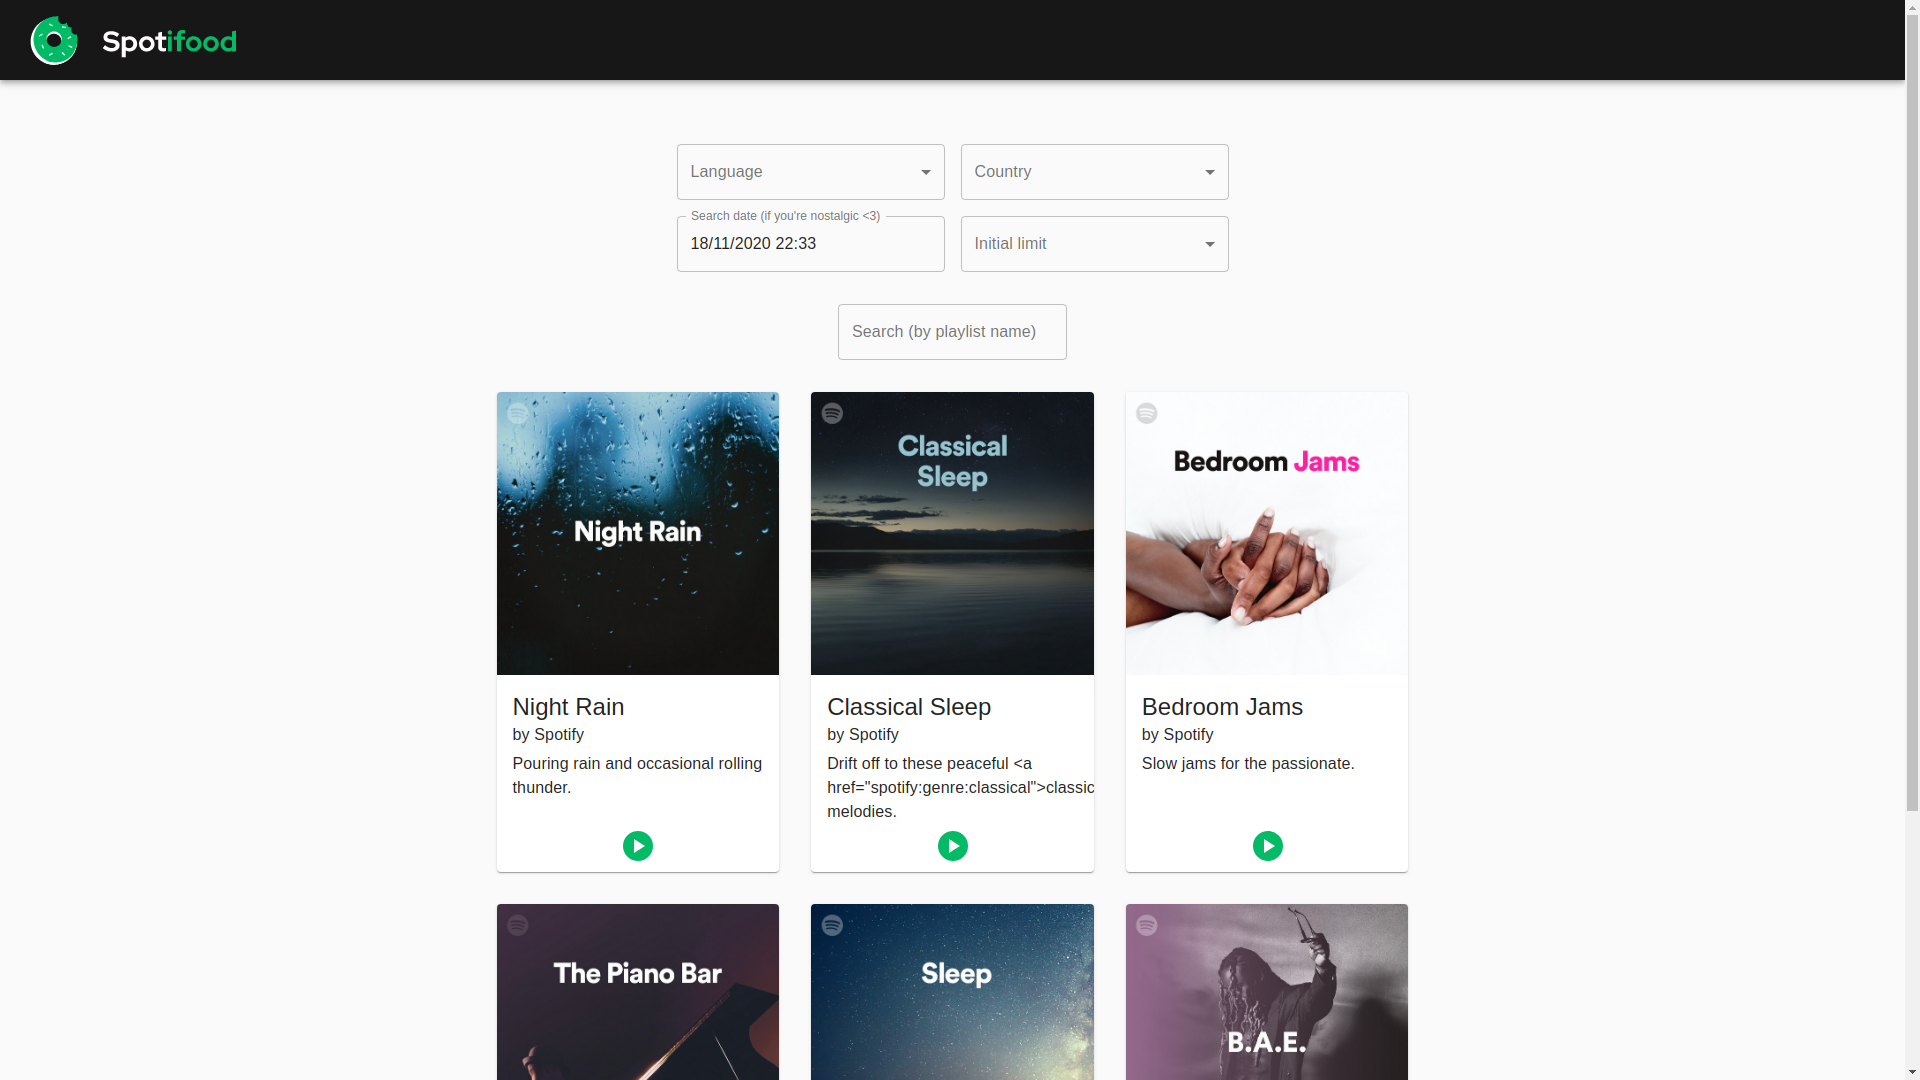 Spotifood
Language
Country
Search date (if you're nostalgic <3)
18/11/2020 22:33
Initial limit
Search (by playlist name)
Night Rain
Classical
Sleep
Bedroom Jams
Night Rain
by Spotify
Pouring rain and occasional rolling
thunder.
Classical Sleep
by Spotify
Drift off to these peaceful <a
href="spotify:genre:classical">classic
melodies.
Bedroom Jams
by Spotify
Slow jams for the passionate.
The Piano Bar
Sleep
B.A.E.